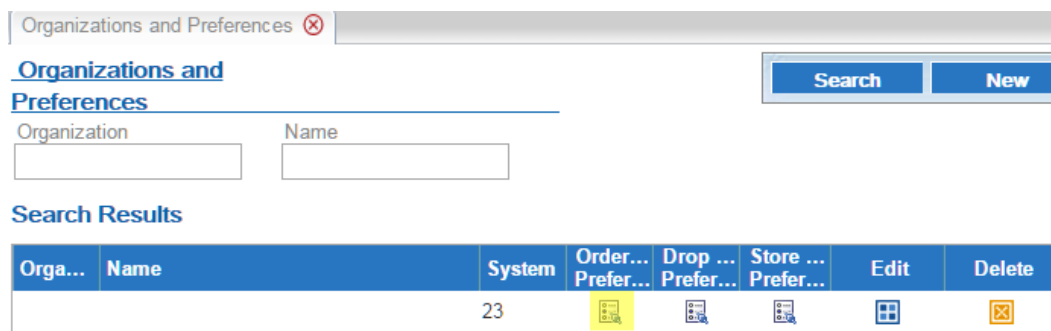 Organizations and Preferences
Organizations and
Preferences
Search New
Organization Name
Search Results
Orga... Name System Order... Prefer... Drop ... Prefer... Store ... Prefer... Edit Delete
23